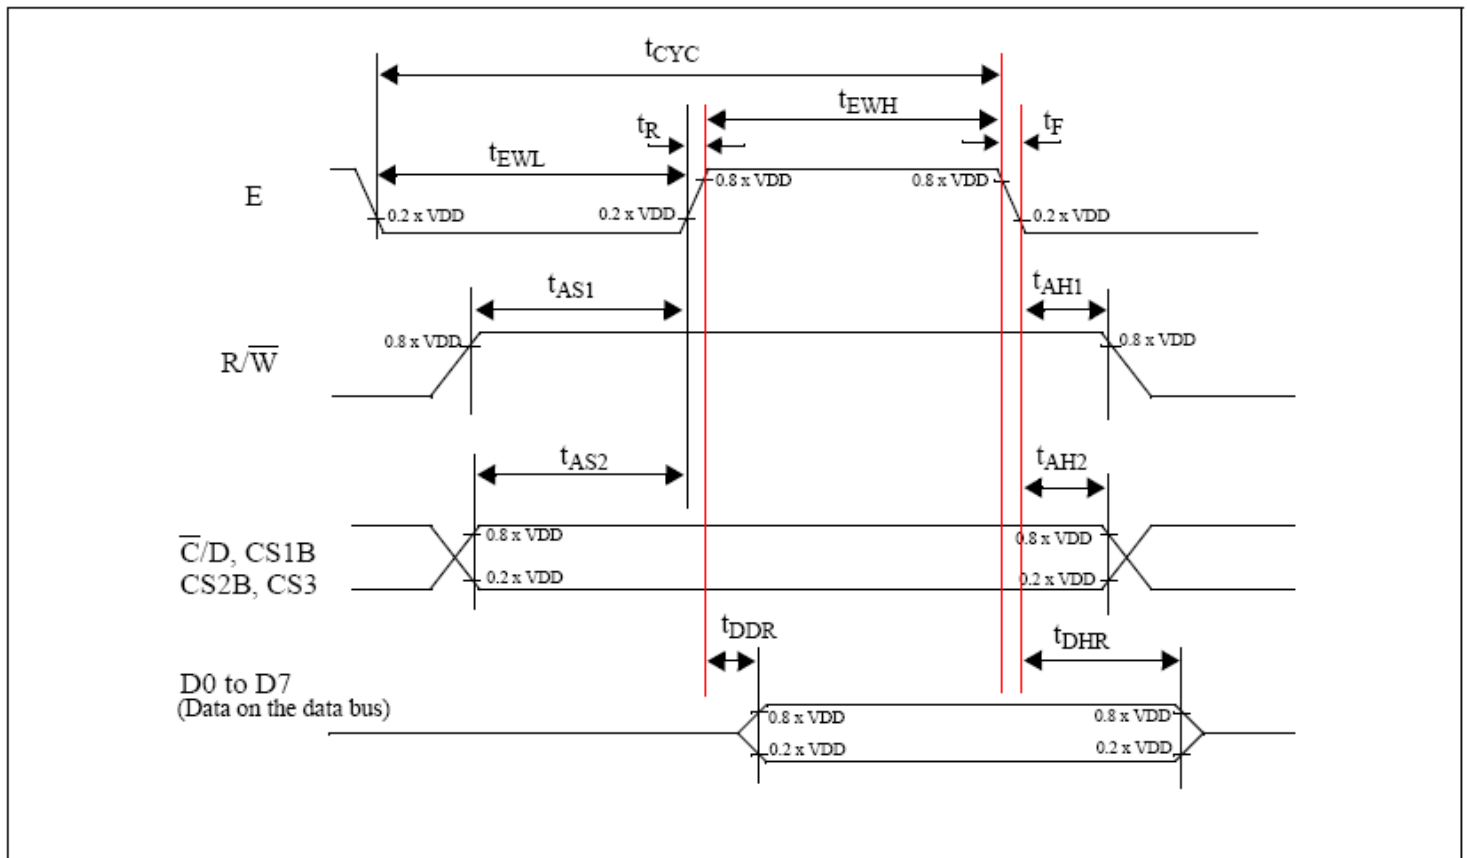 tCYC
tEWH
tR
tF
tEWL
E
0.8 x VDD
0.8 x VDD
0.2 x VDD
0.2 x VDD
0.2 x VDD
tAS1
tAH1
R/W̅
0.8 x VDD
0.8 x VDD
tAS2
tAH2
C̅/D, CS1B
CS2B, CS3
0.8 x VDD
0.8 x VDD
0.2 x VDD
0.2 x VDD
tDDR
tDHR
D0 to D7
(Data on the data bus)
0.8 x VDD
0.8 x VDD
0.2 x VDD
0.2 x VDD